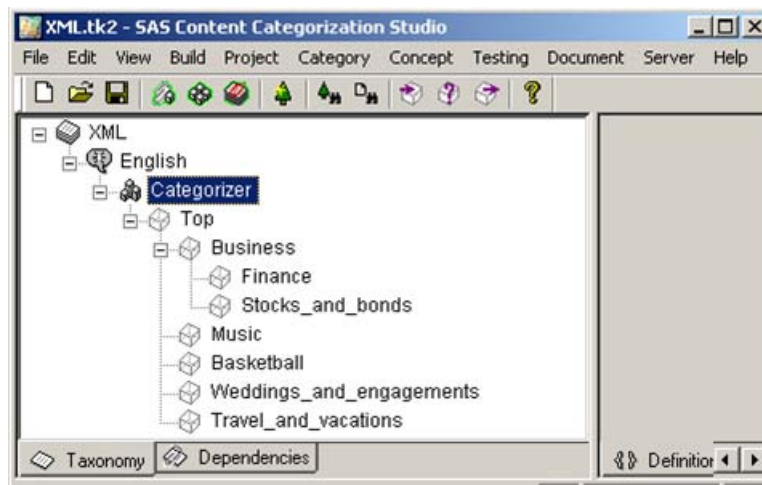 XML.tk2 - SAS Content Categorization Studio
File Edit View Build Project Category Concept Testing Document Server Help
XML
English
Categorizer
Top
Business
Finance
Stocks_and_bonds
Music
Basketball
Weddings_and_engagements
Travel_and_vacations
Taxonomy Dependencies Definitior